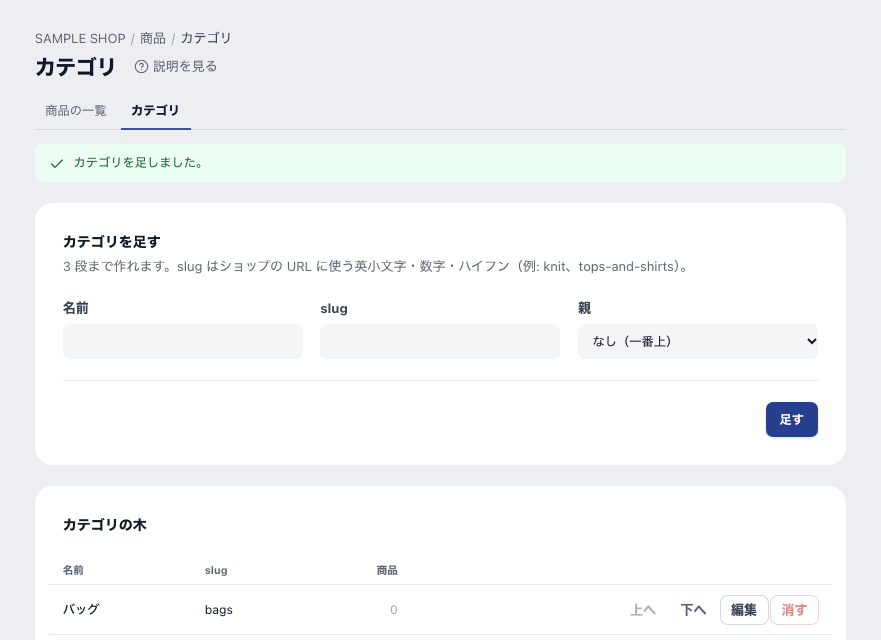 SAMPLE SHOP / 商品 / カテゴリ
カテゴリ ? 説明を見る
商品の一覧 カテゴリ
カテゴリを足しました。
カテゴリを足す
3 段まで作れます。slug はショップの URL に使う英小文字・数字・ハイフン（例: knit、tops-and-shirts）。
名前 slug 親
なし（一番上）
足す
カテゴリの木
名前 slug 商品
バッグ bags 0 上へ 下へ 編集 消す